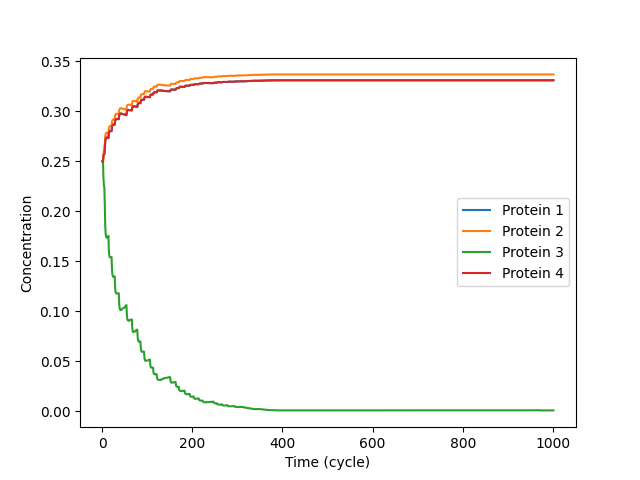 0.35
0.30
0.25
0.20
0.15
0.10
0.05
0.00
Concentration
Protein 1
Protein 2
Protein 3
Protein 4
0 200 400 600 800 1000
Time (cycle)